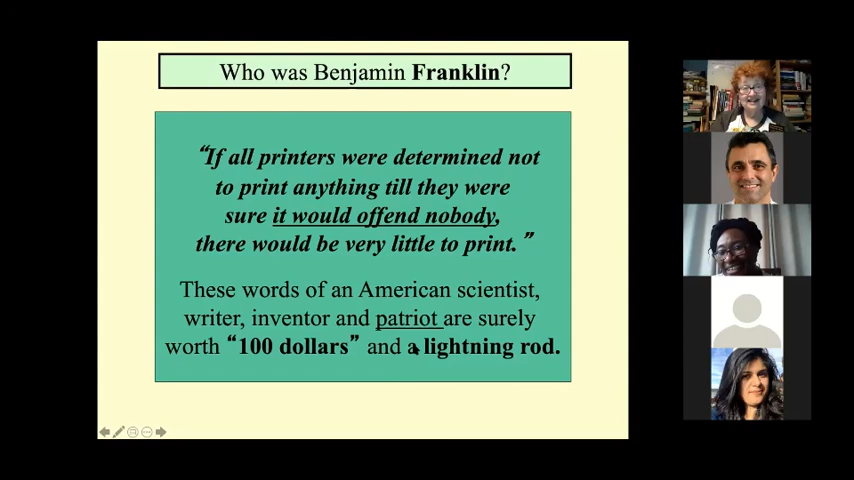 Who was Benjamin Franklin?
“If all printers were determined not
to print anything till they were
sure it would offend nobody,
there would be very little to print.”
These words of an American scientist,
writer, inventor and patriot are surely
worth “100 dollars” and a lightning rod.